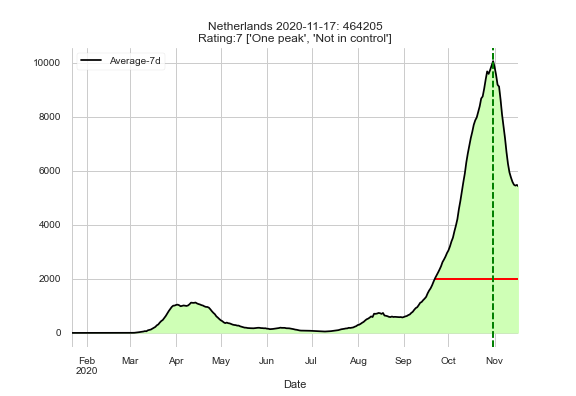 Netherlands 2020-11-17: 464205
Rating:7 ['One peak', 'Not in control']
Average-7d
10000
8000
6000
4000
2000
0
Feb Mar Apr May Jun Jul Aug Sep Oct Nov
2020
Date